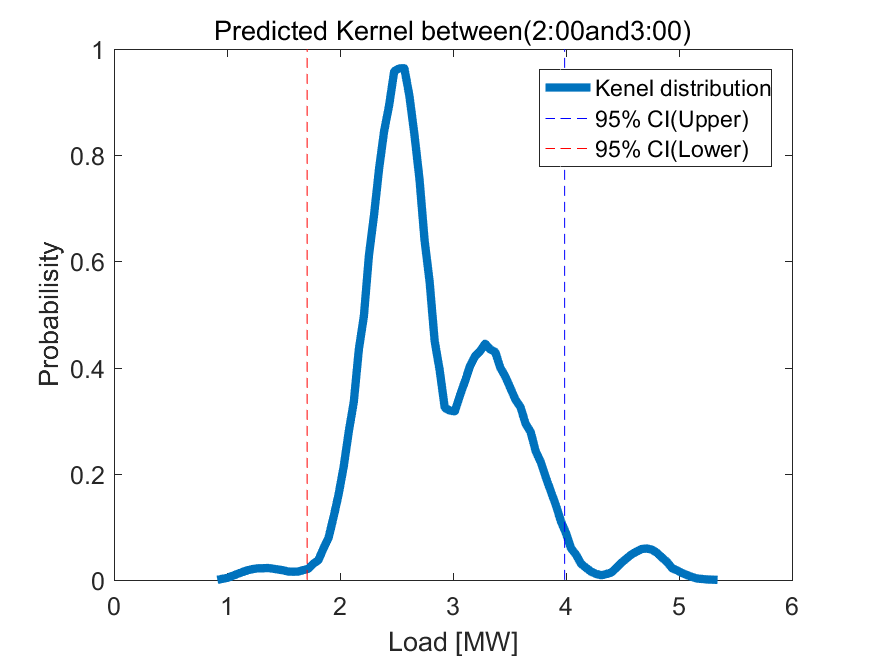 Predicted Kernel between(2:00and3:00)
Kenel distribution
95% CI(Upper)
95% CI(Lower)
Probabilisity
1
0.8
0.6
0.4
0.2
0
0 1 2 3 4 5 6
Load [MW]